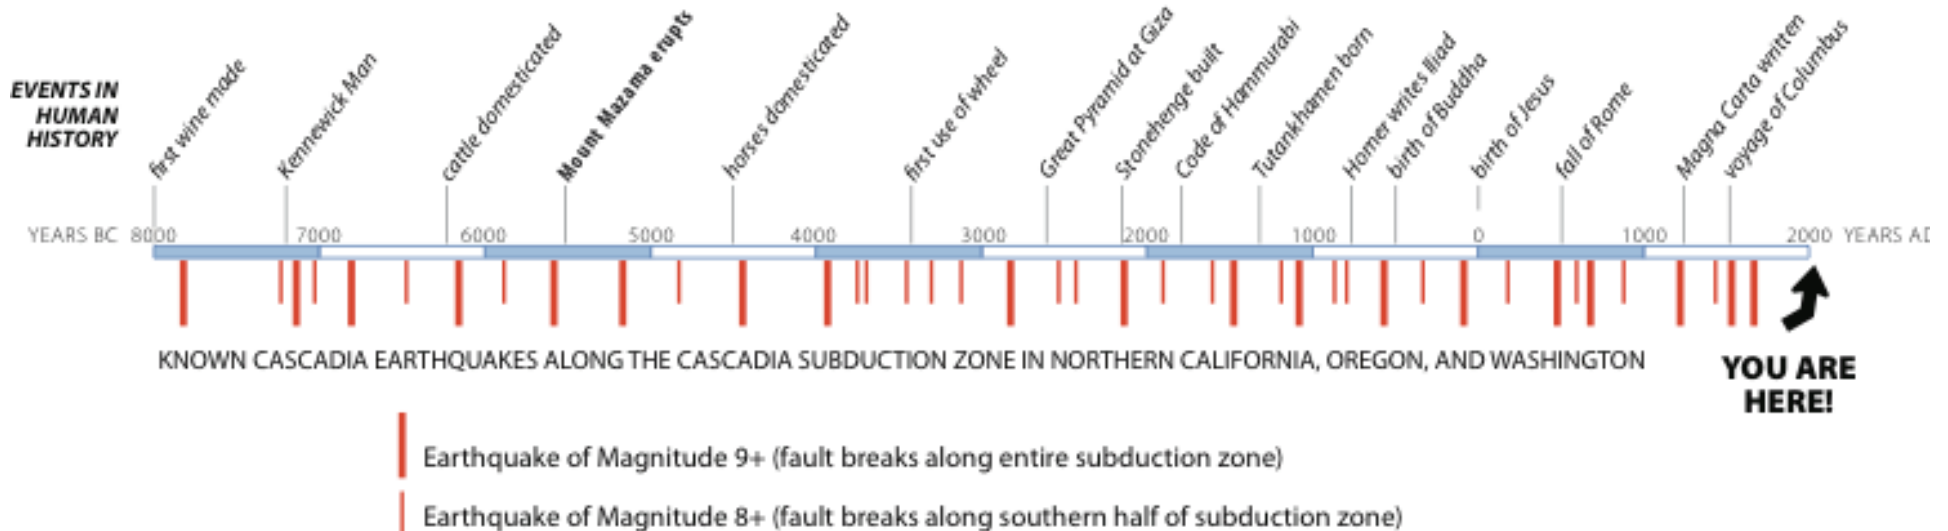 EVENTS IN
HUMAN
HISTORY
first wine made
Kennewick Man
cattle domesticated
Mount Mazama erupts
horses domesticated
first use of wheel
Great Pyramid at Giza
Stonehenge built
Code of Hammurabi
Tutankhamen born
Homer writes Iliad
birth of Buddha
birth of Jesus
fall of Rome
Magna Carta written
voyage of Columbus
YEARS BC 8000 7000 6000 5000 4000 3000 2000 1000 0 1000 2000 YEARS AD
KNOWN CASCADIA EARTHQUAKES ALONG THE CASCADIA SUBDUCTION ZONE IN NORTHERN CALIFORNIA, OREGON, AND WASHINGTON
YOU ARE
HERE!
Earthquake of Magnitude 9+ (fault breaks along entire subduction zone)
Earthquake of Magnitude 8+ (fault breaks along southern half of subduction zone)